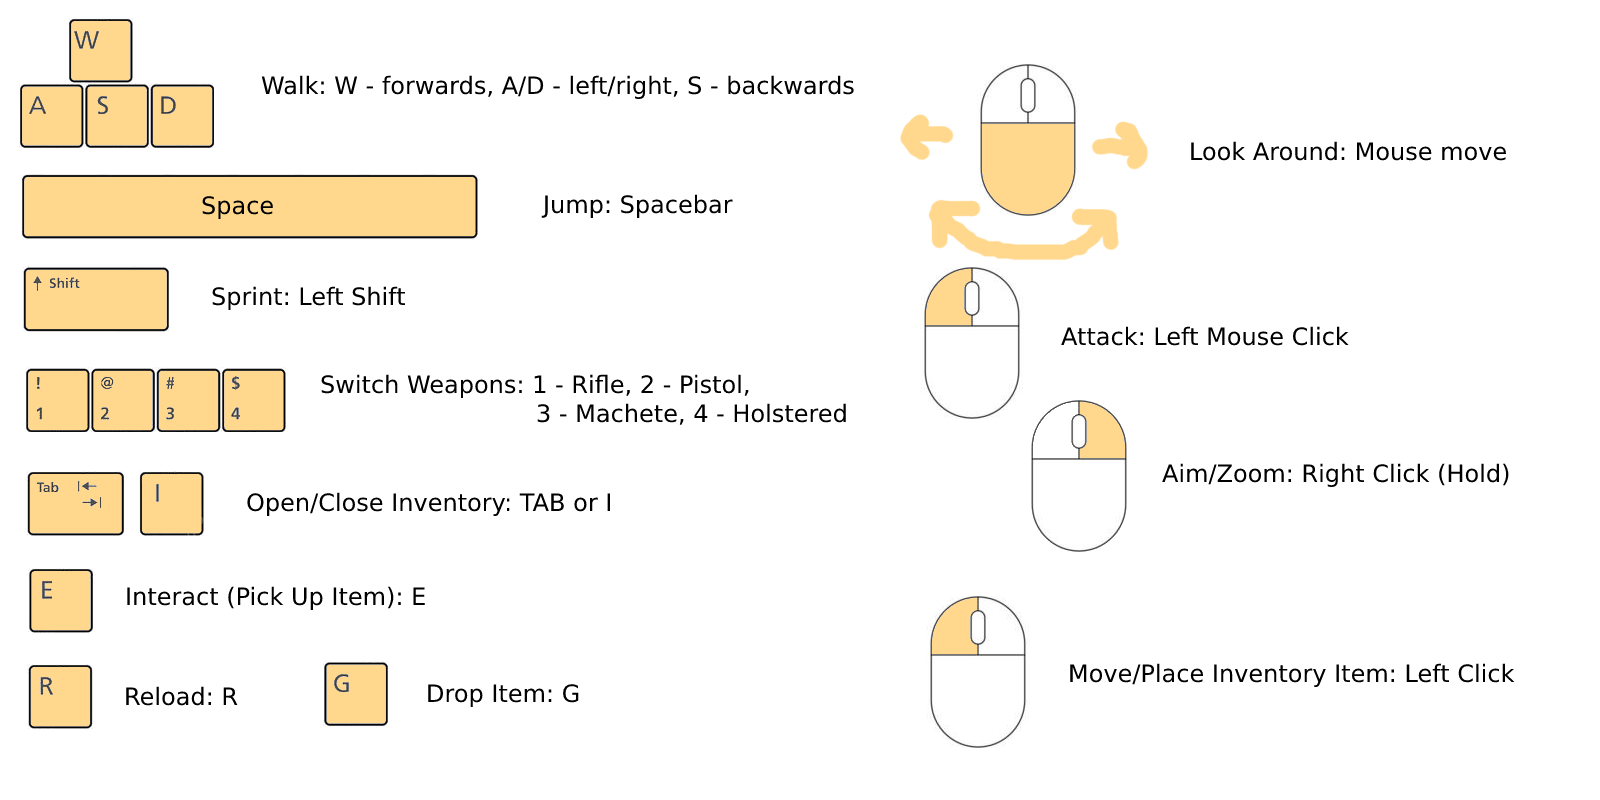 W
A S D
Walk: W - forwards, A/D - left/right, S - backwards
Space
Jump: Spacebar
Shift
Sprint: Left Shift
! @ # $
1 2 3 4
Switch Weapons: 1 - Rifle, 2 - Pistol,
3 - Machete, 4 - Holstered
Tab
I
Open/Close Inventory: TAB or I
E
Interact (Pick Up Item): E
R
Reload: R
G
Drop Item: G
Look Around: Mouse move
Attack: Left Mouse Click
Aim/Zoom: Right Click (Hold)
Move/Place Inventory Item: Left Click